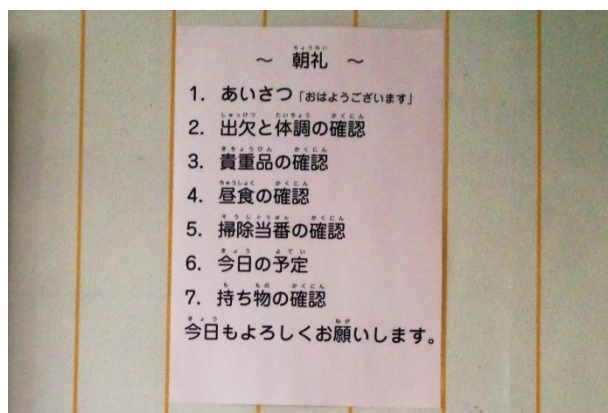 ～ 朝礼 ～
1. あいさつ「おはようございます」
2. 出欠と体調の確認
3. 貴重品の確認
4. 昼食の確認
5. 掃除当番の確認
6. 今日の予定
7. 持ち物の確認
今日もよろしくお願いします。